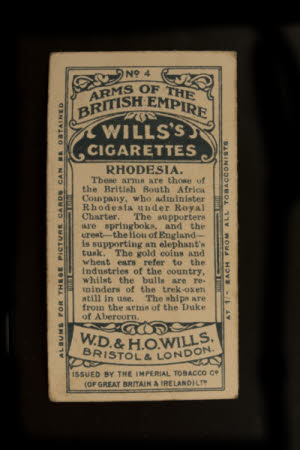 No 4
ARMS OF THE
BRITISH EMPIRE
WILLS'S
CIGARETTES
RHODESIA.
These arms are those of
the British South Africa
Company, who administer
Rhodesia under Royal
Charter. The supporters
are springboks, and the
crest—the lion of England—
is supporting an elephant's
tusk. The gold coins and
wheat ears refer to the
industries of the country,
whilst the bulls are re-
minders of the trek-oxen
still in use. The ships are
from the arms of the Duke
of Abercorn.
W.D. & H.O. WILLS.
BRISTOL & LONDON.
ISSUED BY THE IMPERIAL TOBACCO Co
(OF GREAT BRITAIN & IRELAND) LTD
ALBUMS FOR THESE PICTURE CARDS CAN BE OBTAINED
AT 1/- EACH FROM ALL TOBACCONISTS.